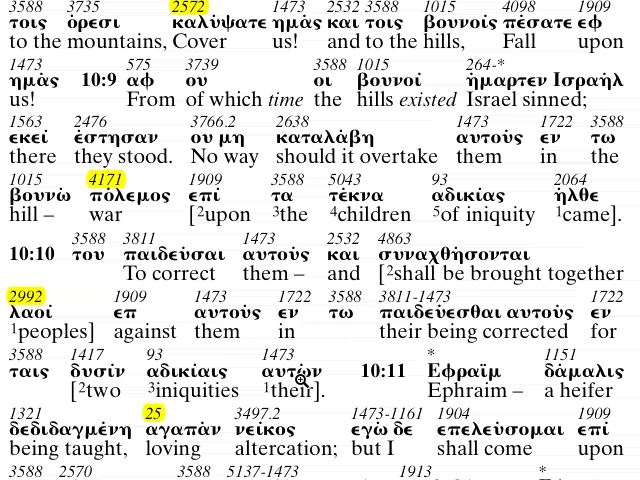 3588 3735 2572 1473 2532 3588 1015 4098 1909
τοις όρεσι καλύψατε ημάς και τοις βουνοίς πέσατε εφ
to the mountains, Cover us! and to the hills, Fall upon
1473 575 3739 3588 1015 264-*
ημάς 10:9 αφ ου οι βουνοί ήμαρτεν Ισραήλ
us! From of which time the hills existed Israel sinned;
1563 2476 3766.2 2638 1473 1722 3588
εκεί έστησαν ου μη καταλάβη αυτούς εν τω
there they stood. No way should it overtake them in the
1015 4171 1909 3588 5043 93 2064
βουνώ πόλεμος επί τα τέκνα αδικίας ήλθε
hill – war [2upon 3the 4children 5of iniquity 1came].
3588 3811 1473 2532 4863
10:10 του παιδεύσαι αυτούς και συναχθήσονται
To correct them – and [2shall be brought together
2992 1909 1473 1722 3588 3811-1473 1722
λαοί επ αυτούς εν τω παιδεύεσθαι αυτούς εν
1peoples] against them in their being corrected for
3588 1417 93 1473 * 1151
ταις δυσίν αδικίαις αυτών 10:11 Εφραϊμ δάμαλις
[2two 3iniquities 1their]. Ephraim – a heifer
1321 25 3497.2 1473-1161 1904 1909
δεδιδαγμένη αγαπάν νείκος εγώ δε επελεύσομαι επί
being taught, loving altercation; but I shall come upon
3588 2570 3588 5137-1473 1913 *